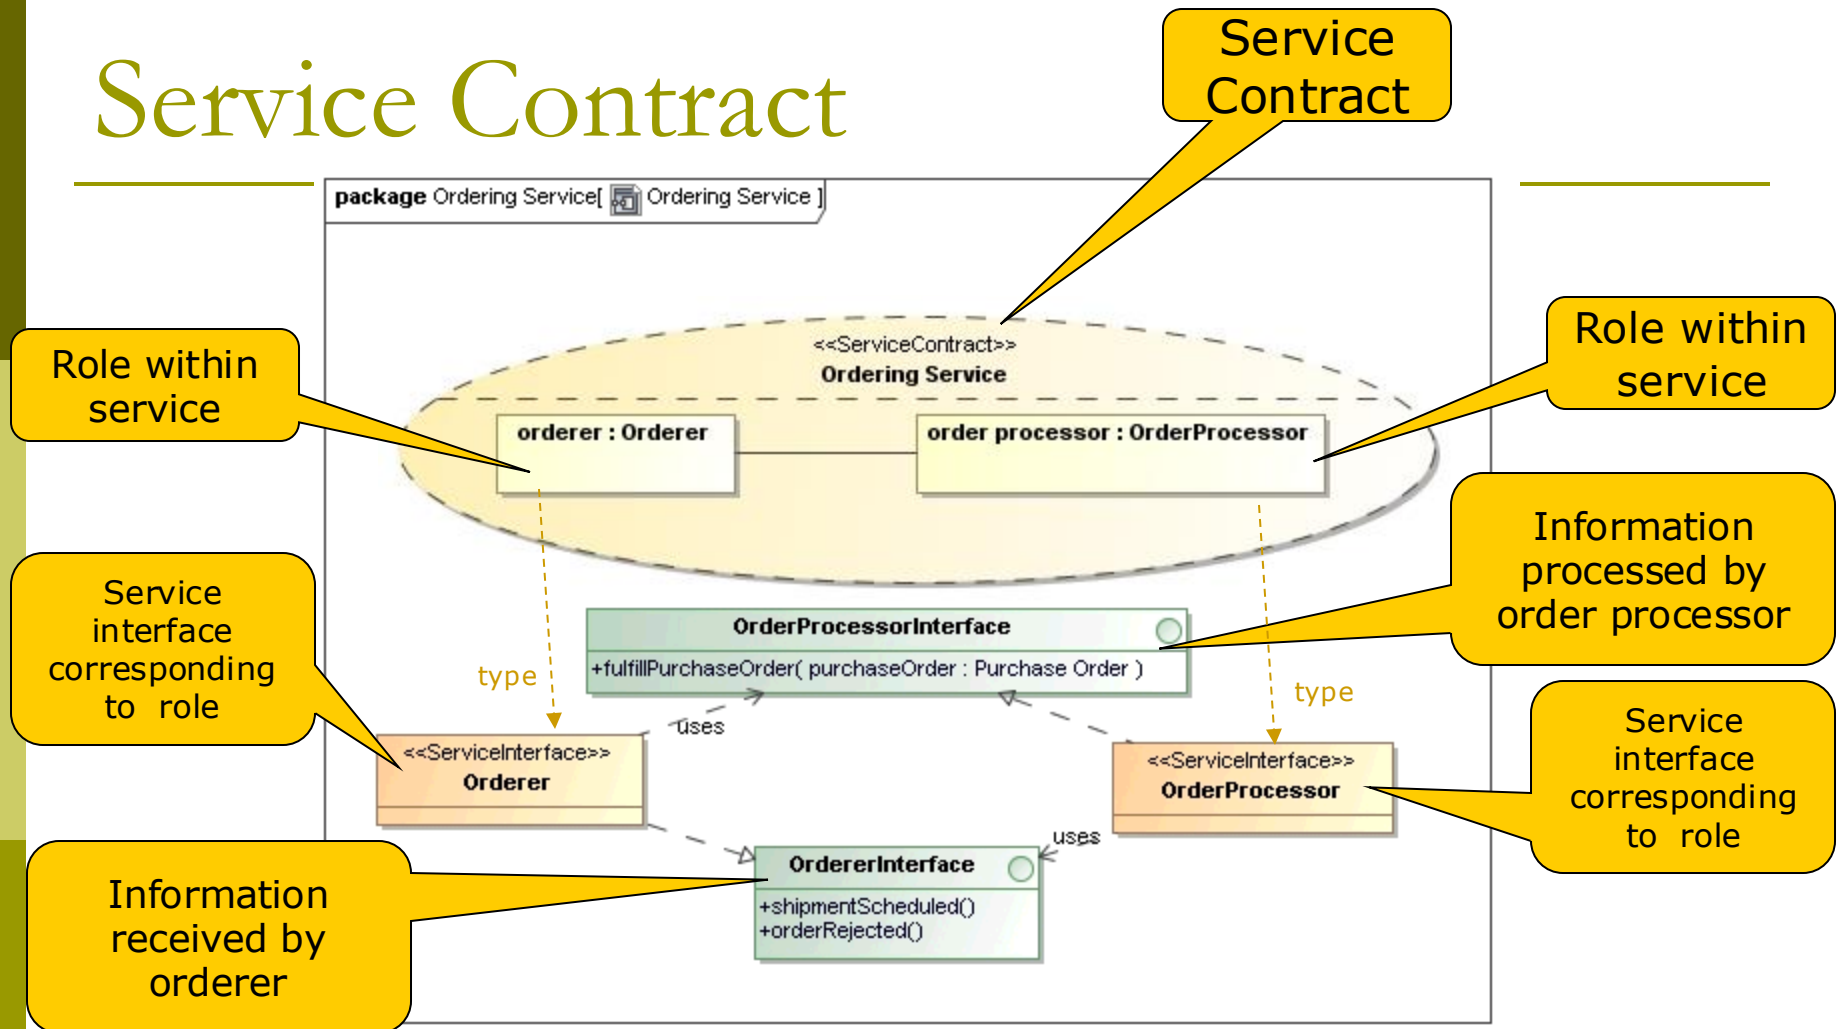 Service Contract
Service
Contract
package Ordering Service[ Ordering Service ]
Role within
service
<<ServiceContract>>
Ordering Service
Role within
service
orderer : Orderer
order processor : OrderProcessor
Information
processed by
order processor
Service
interface
corresponding
to role
OrderProcessorInterface
+fulfillPurchaseOrder( purchaseOrder : Purchase Order )
type
type
uses
<<ServiceInterface>>
Orderer
<<ServiceInterface>>
OrderProcessor
Service
interface
corresponding
to role
uses
OrdererInterface
+shipmentScheduled()
+orderRejected()
Information
received by
orderer